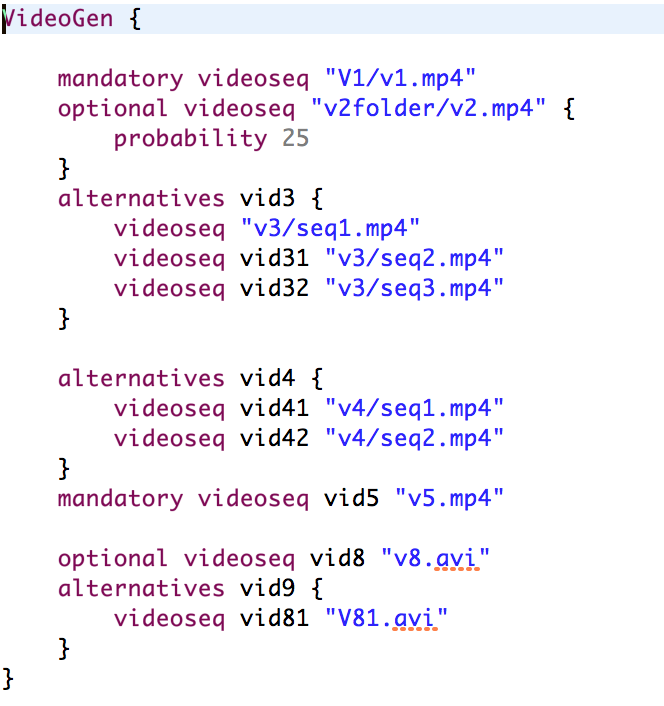 VideoGen {
mandatory videoseq "V1/v1.mp4"
optional videoseq "v2folder/v2.mp4" {
probability 25
}
alternatives vid3 {
videoseq "v3/seq1.mp4"
videoseq vid31 "v3/seq2.mp4"
videoseq vid32 "v3/seq3.mp4"
}
alternatives vid4 {
videoseq vid41 "v4/seq1.mp4"
videoseq vid42 "v4/seq2.mp4"
}
mandatory videoseq vid5 "v5.mp4"
optional videoseq vid8 "v8.avi"
alternatives vid9 {
videoseq vid81 "V81.avi"
}
}